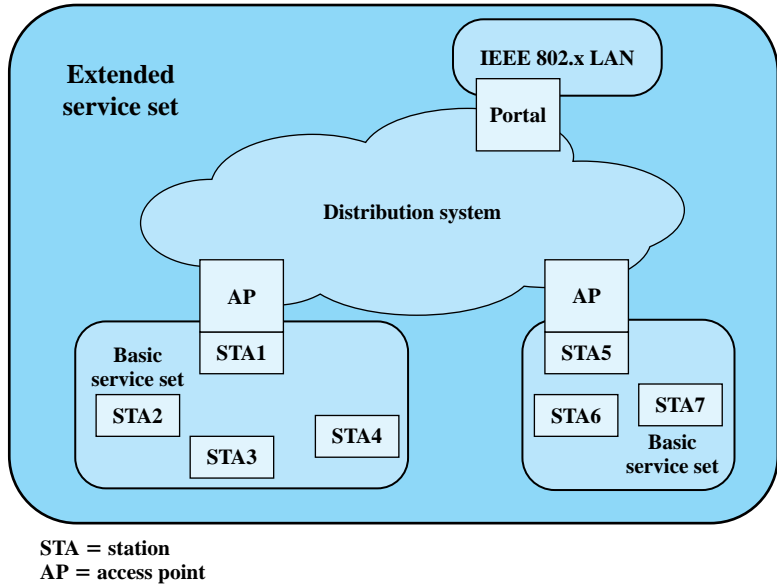 IEEE 802.x LAN
Extended
service set
Portal
Distribution system
AP
AP
STA1
STA5
Basic
service set
STA2
STA3
STA4
STA6
STA7
Basic
service set
STA = station
AP = access point